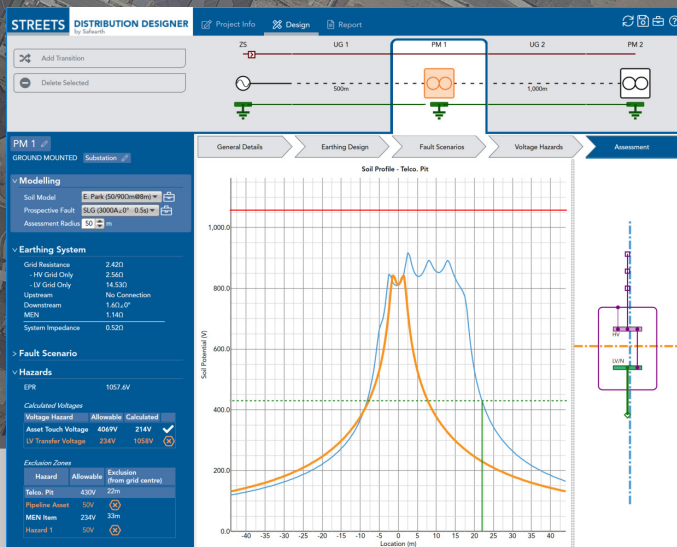 STREETS DISTRIBUTION DESIGNER
by Safearth
Project Info Design Report
Add Transition
Delete Selected
ZS UG 1 PM 1 UG 2 PM 2
500m 1,000m
PM 1
GROUND MOUNTED Substation
General Details Earthing Design Fault Scenarios Voltage Hazards Assessment
Modelling
Soil Model E. Park (50/90Ωm@8m)
Prospective Fault SLG (3000A∠0° 0.5s)
Assessment Radius 50 m
Earthing System
Grid Resistance 2.42Ω
- HV Grid Only 2.56Ω
- LV Grid Only 14.53Ω
Upstream No Connection
Downstream 1.6Ω∠0°
MEN 1.14Ω
System Impedance 0.52Ω
> Fault Scenario
Hazards
EPR 1057.6V
Calculated Voltages
Voltage Hazard Allowable Calculated
Asset Touch Voltage 4069V 214V
LV Transfer Voltage 234V 1058V
Exclusion Zones
Hazard Allowable Exclusion
(from grid centre)
Telco. Pit 430V 22m
Pipeline Asset 50V
MEN Item 234V 33m
Hazard 1 50V
Soil Profile - Telco. Pit
Soil Potential (V)
1,000.0
800.0
600.0
400.0
200.0
0.0
-40 -35 -30 -25 -20 -15 -10 -5 0 5 10 15 20 25 30 35 40
Location (m)
HV
LV/N